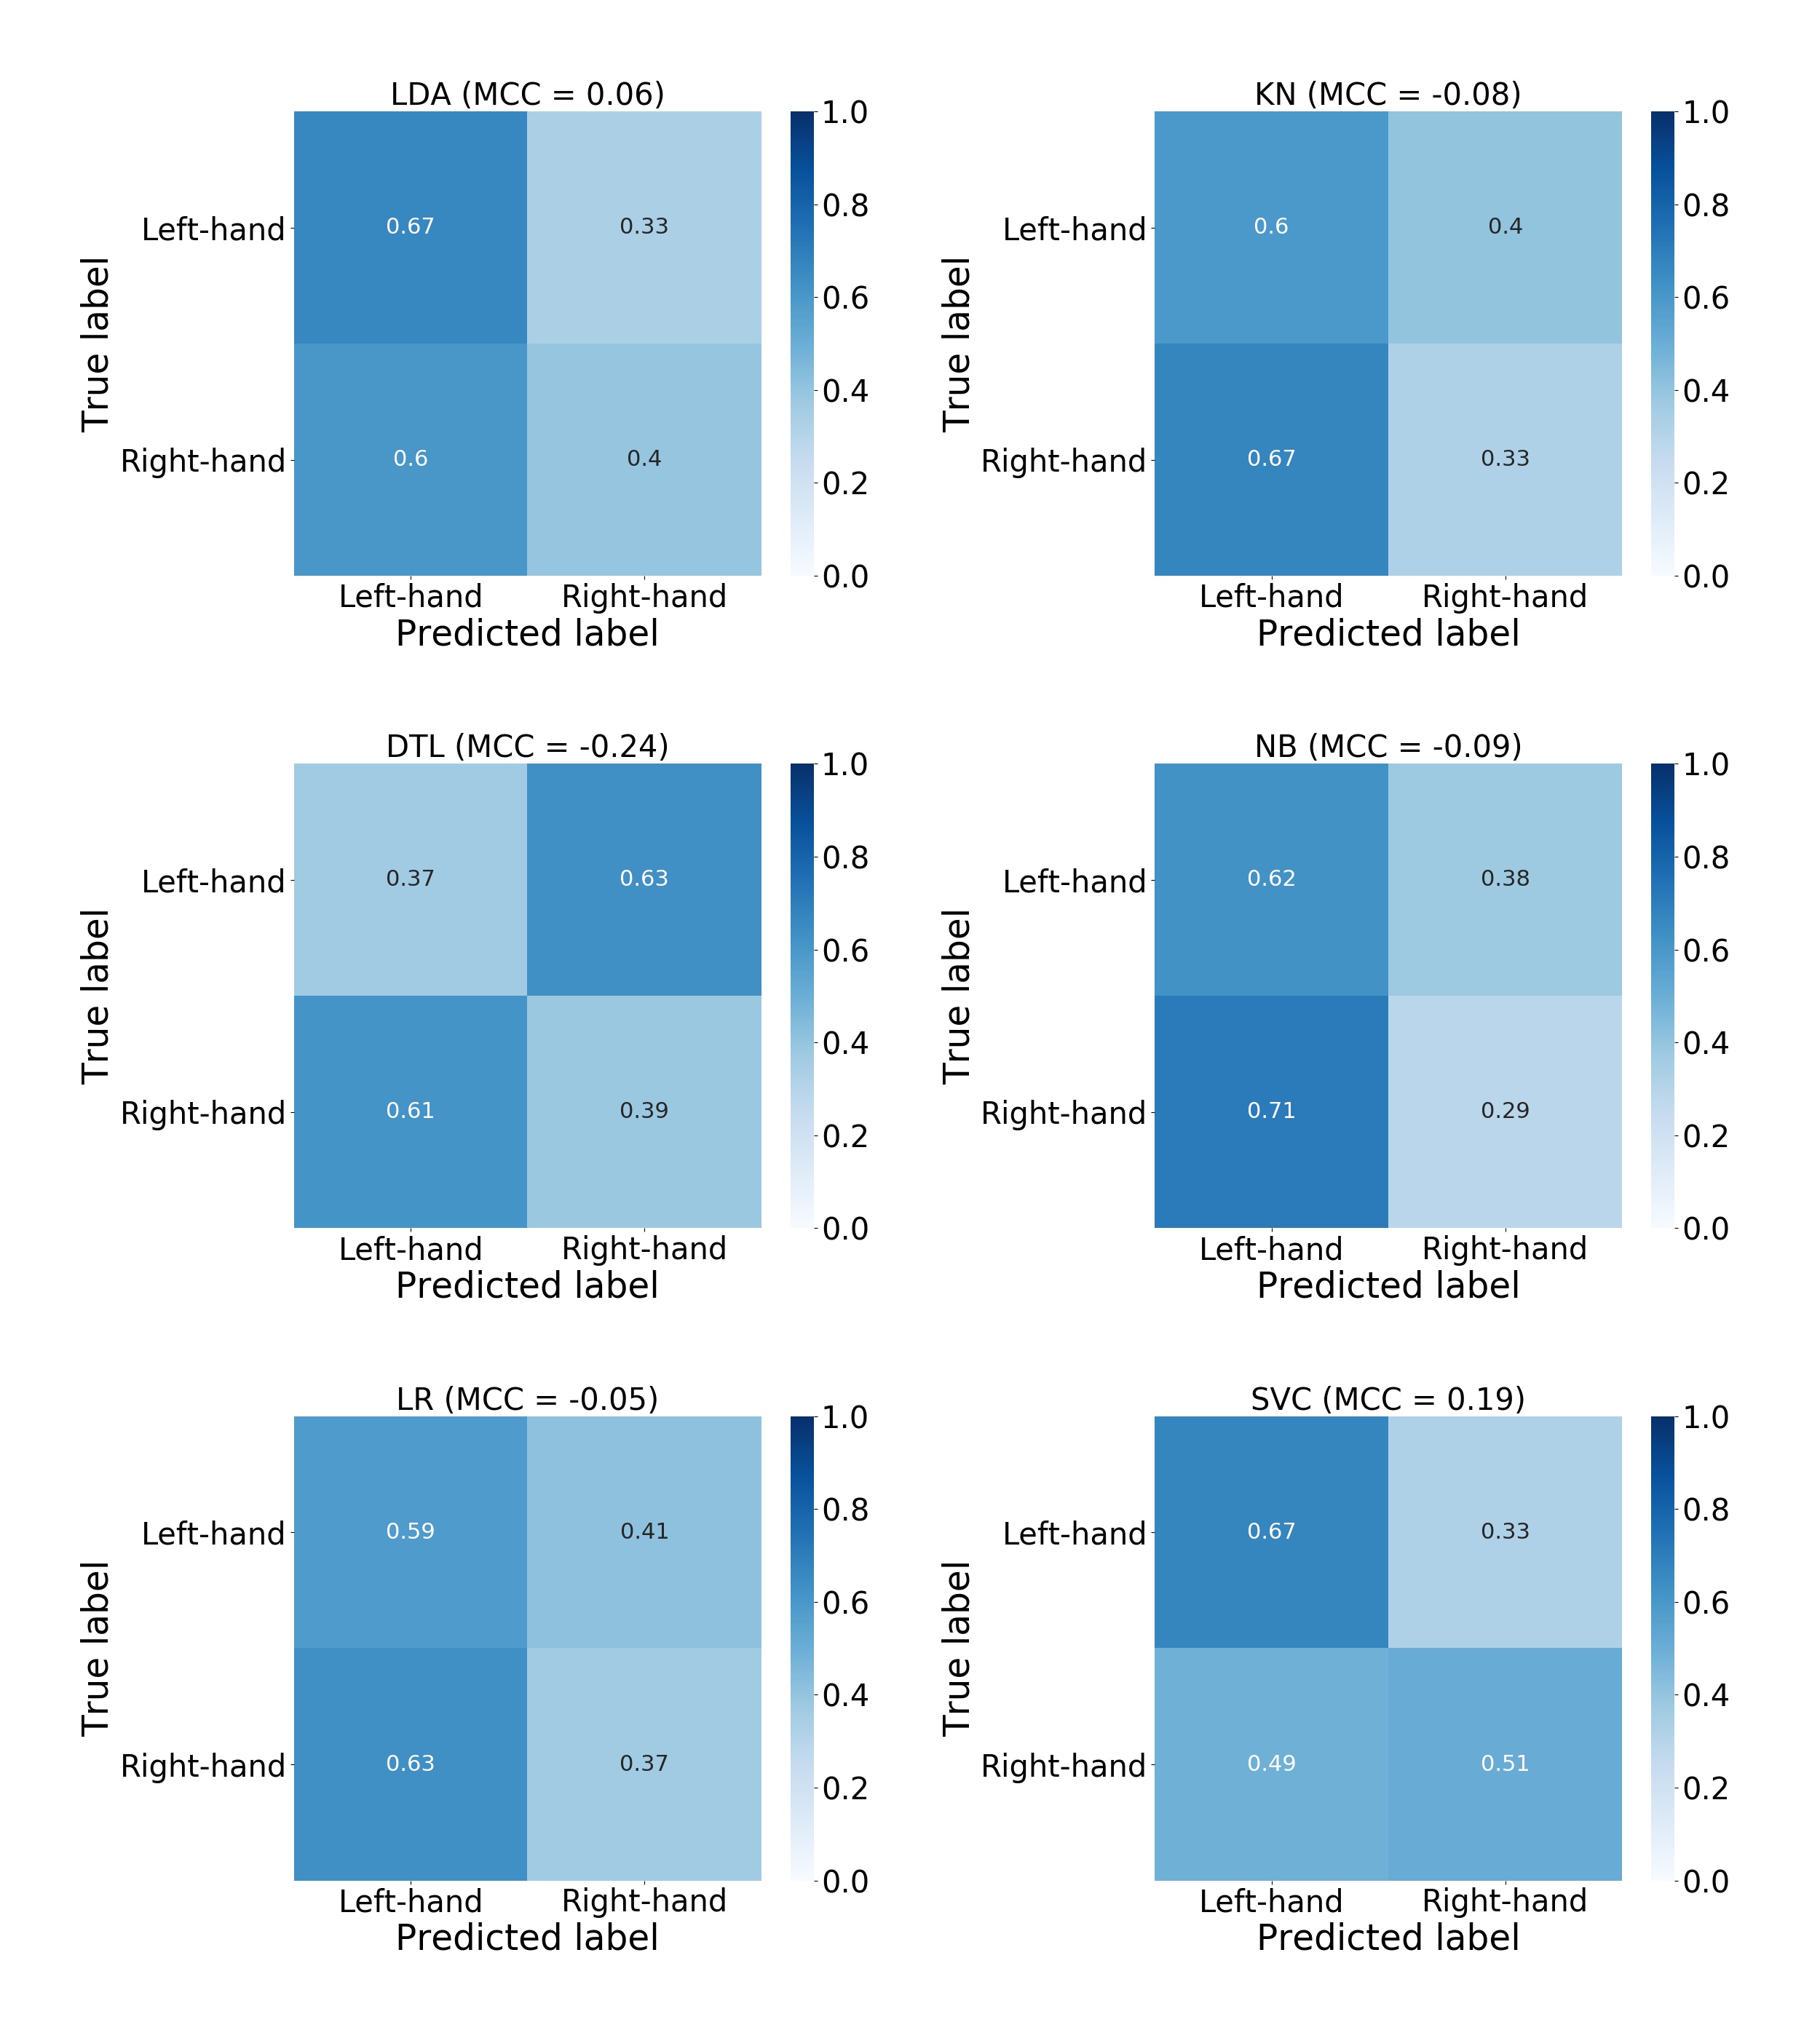 LDA (MCC = 0.06)
1.0
0.8
0.6
0.4
0.2
0.0
True label
Left-hand
Right-hand
0.67 0.33
0.6 0.4
Left-hand Right-hand
Predicted label
KN (MCC = -0.08)
1.0
0.8
0.6
0.4
0.2
0.0
True label
Left-hand
Right-hand
0.6 0.4
0.67 0.33
Left-hand Right-hand
Predicted label
DTL (MCC = -0.24)
1.0
0.8
0.6
0.4
0.2
0.0
True label
Left-hand
Right-hand
0.37 0.63
0.61 0.39
Left-hand Right-hand
Predicted label
NB (MCC = -0.09)
1.0
0.8
0.6
0.4
0.2
0.0
True label
Left-hand
Right-hand
0.62 0.38
0.71 0.29
Left-hand Right-hand
Predicted label
LR (MCC = -0.05)
1.0
0.8
0.6
0.4
0.2
0.0
True label
Left-hand
Right-hand
0.59 0.41
0.63 0.37
Left-hand Right-hand
Predicted label
SVC (MCC = 0.19)
1.0
0.8
0.6
0.4
0.2
0.0
True label
Left-hand
Right-hand
0.67 0.33
0.49 0.51
Left-hand Right-hand
Predicted label